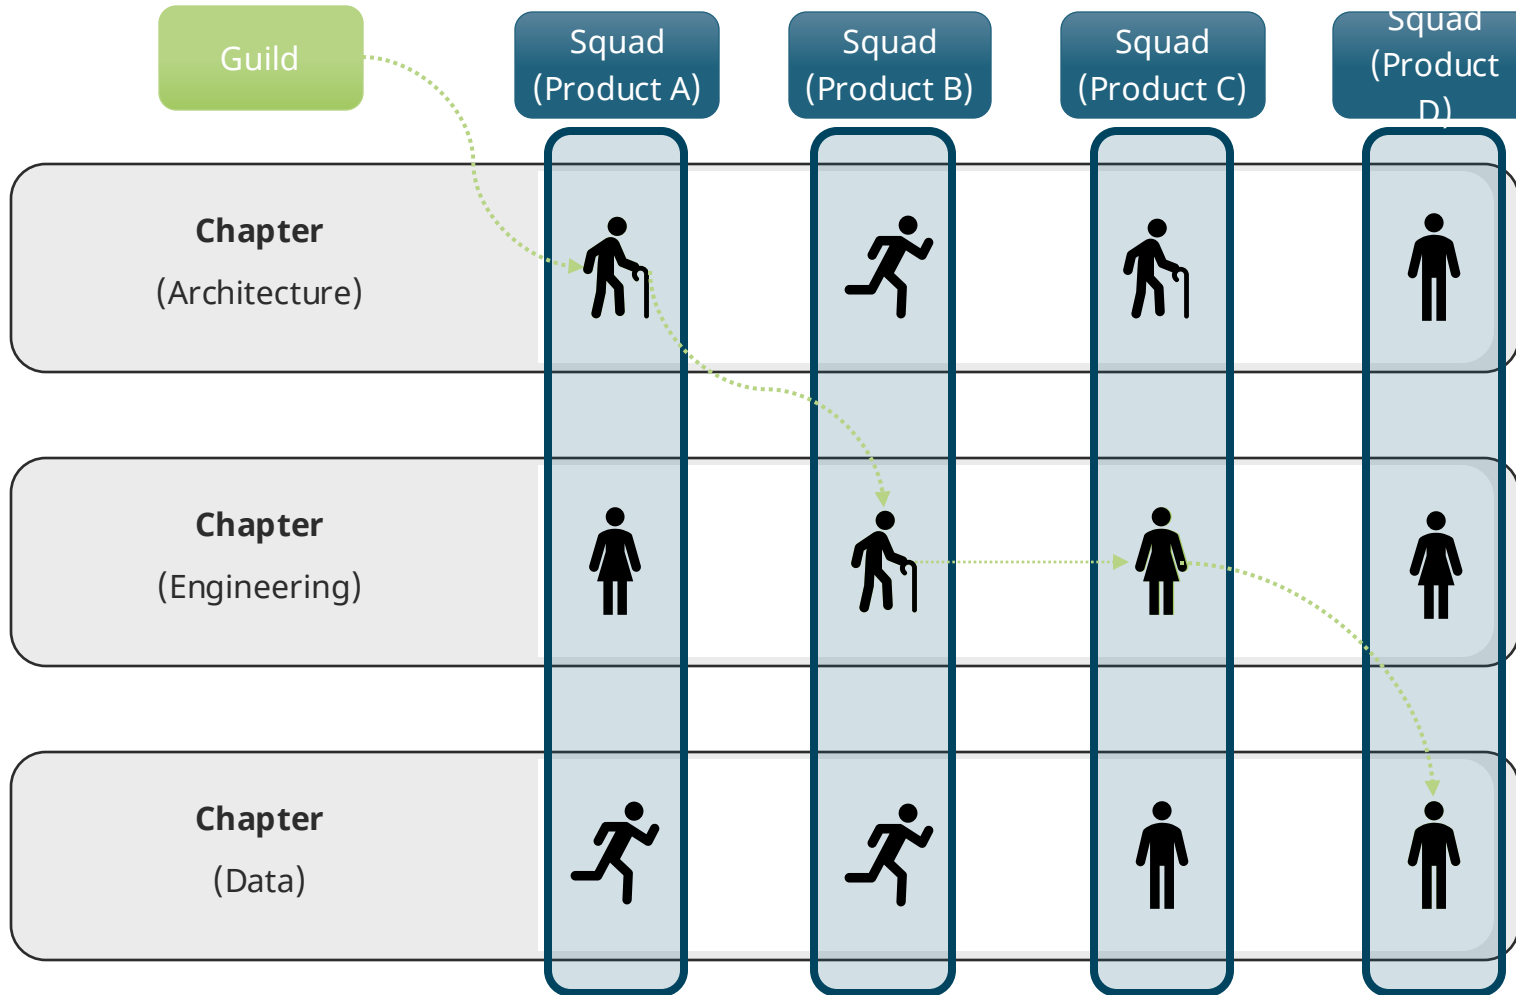 Guild
Squad
(Product A)
Squad
(Product B)
Squad
(Product C)
Squad
(Product
D)
Chapter
(Architecture)
Chapter
(Engineering)
Chapter
(Data)